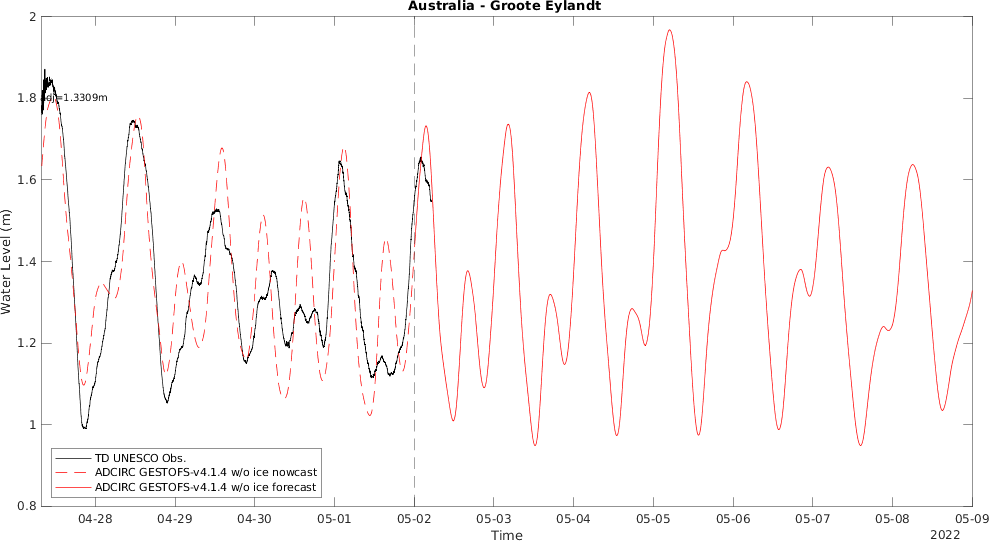 Australia - Groote Eylandt
2
1.8
1.6
1.4
1.2
1
0.8
Water Level (m)
adj=1.3309m
TD UNESCO Obs.
ADCIRC GESTOFS-v4.1.4 w/o ice nowcast
ADCIRC GESTOFS-v4.1.4 w/o ice forecast
04-28 04-29 04-30 05-01 05-02 05-03 05-04 05-05 05-06 05-07 05-08 05-09
Time
2022